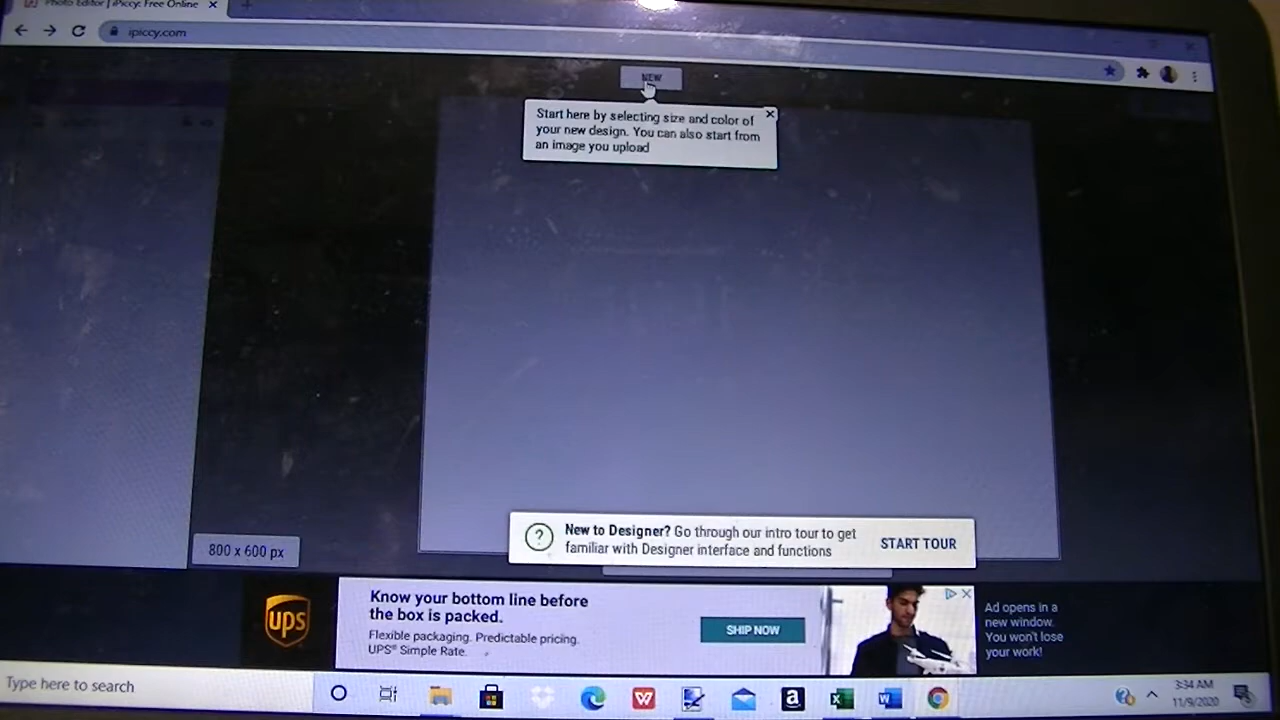 Photo Editor | iPiccy: Free Online
ipiccy.com
NEW
Start here by selecting size and color of
your new design. You can also start from
an image you upload
800 x 600 px
New to Designer? Go through our intro tour to get
familiar with Designer interface and functions
START TOUR
ups
Know your bottom line before
the box is packed.
Flexible packaging. Predictable pricing.
UPS® Simple Rate.
SHIP NOW
Ad opens in a
new window.
You won't lose
your work!
Type here to search
3:34 AM
11/9/2020